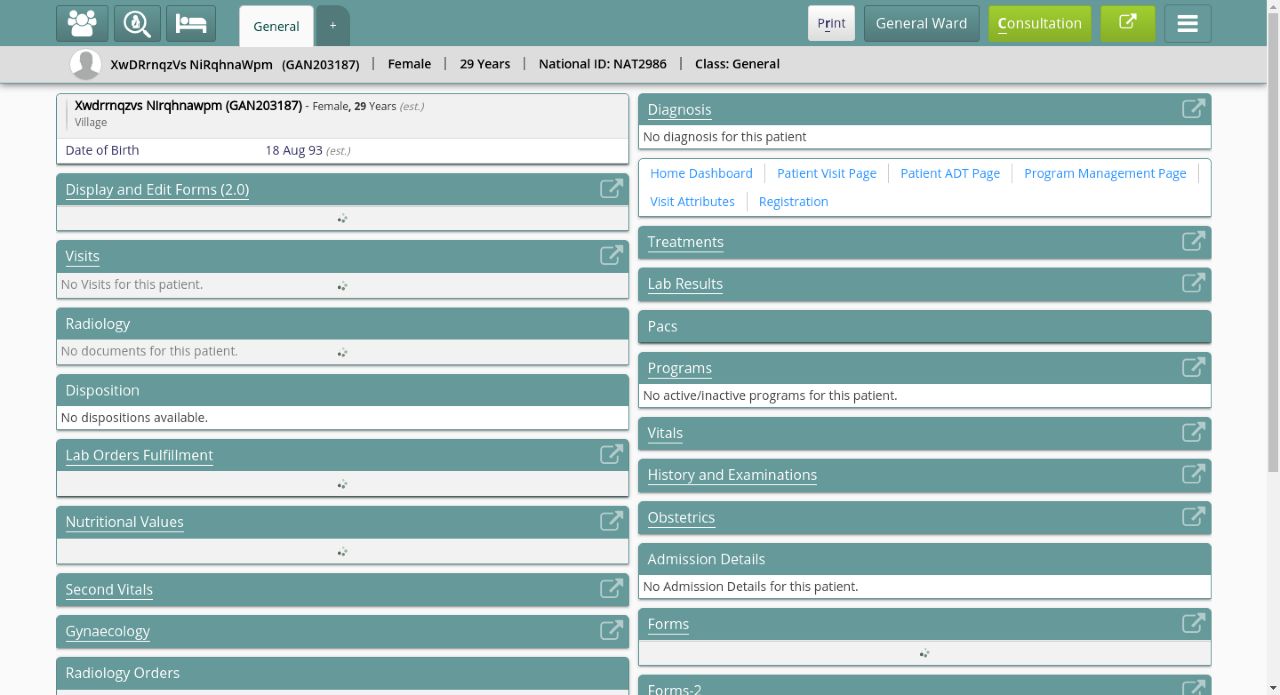 General
+
Print
General Ward
Consultation
XwDRrnqzVs NiRqhnaWpm (GAN203187) | Female | 29 Years | National ID: NAT2986 | Class: General
Xwdrrnqzvs Nirqhnawpm (GAN203187) - Female, 29 Years (est.)
Village
Date of Birth 18 Aug 93 (est.)
Display and Edit Forms (2.0)
Visits
No Visits for this patient.
Radiology
No documents for this patient.
Disposition
No dispositions available.
Lab Orders Fulfillment
Nutritional Values
Second Vitals
Gynaecology
Radiology Orders
Diagnosis
No diagnosis for this patient
Home Dashboard | Patient Visit Page | Patient ADT Page | Program Management Page |
Visit Attributes | Registration
Treatments
Lab Results
Pacs
Programs
No active/inactive programs for this patient.
Vitals
History and Examinations
Obstetrics
Admission Details
No Admission Details for this patient.
Forms
Forms-2